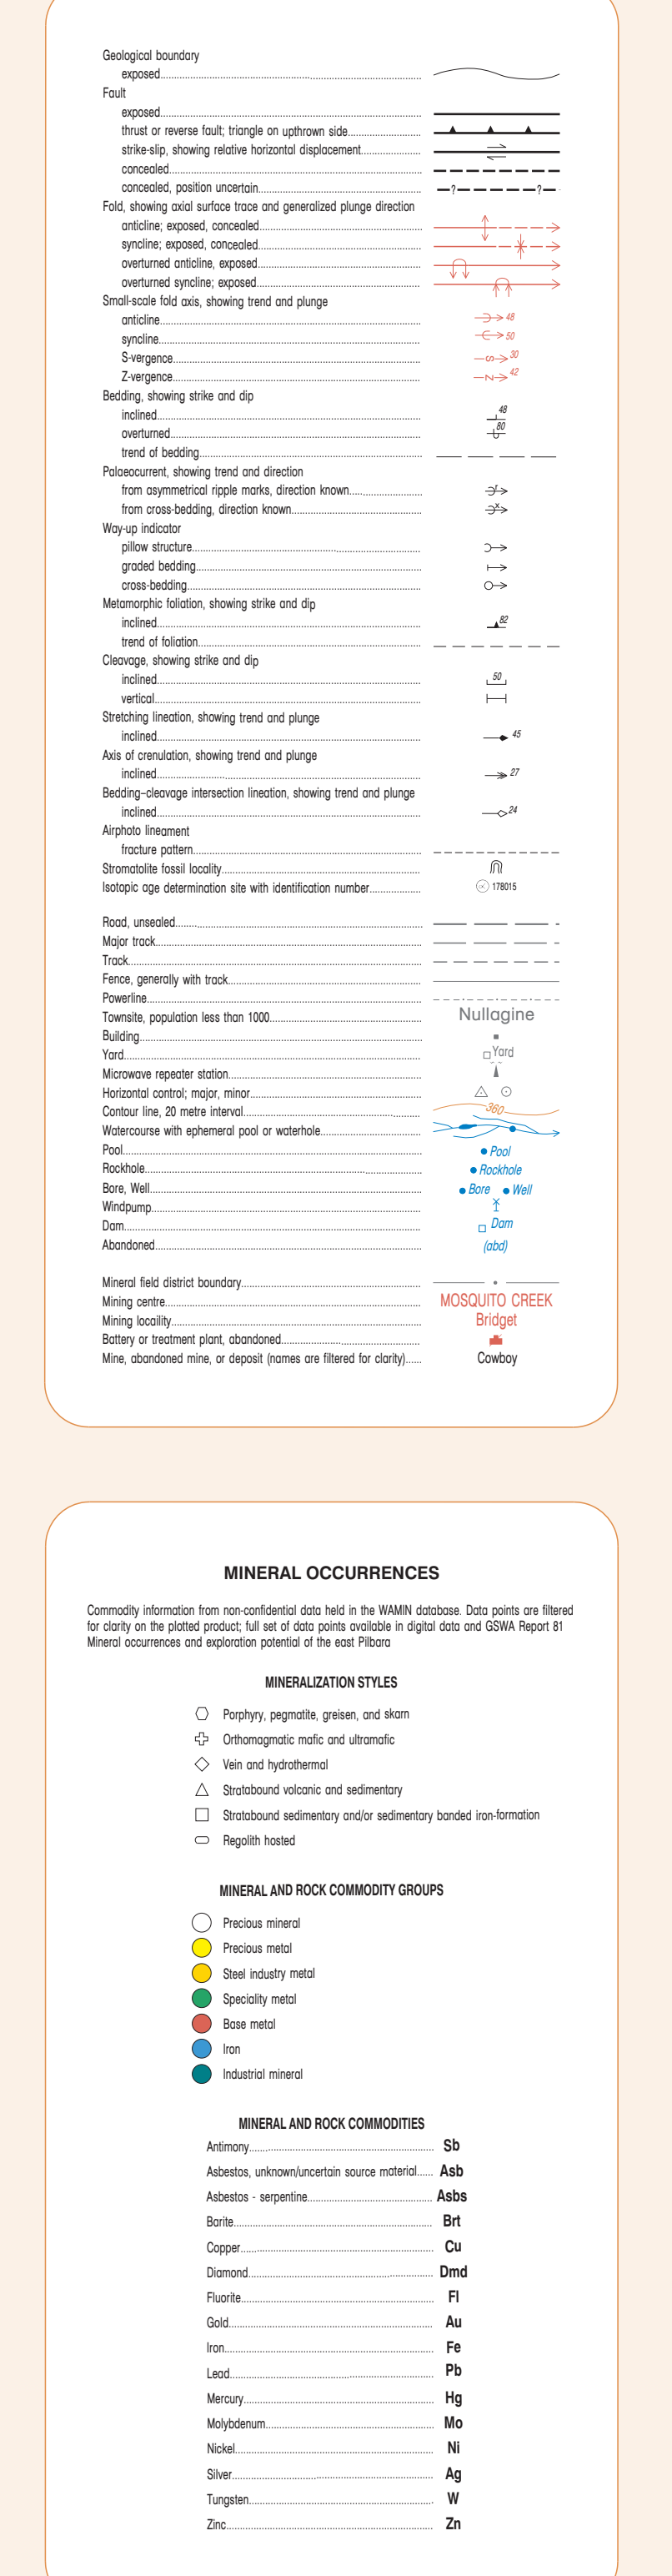 Geological boundary
exposed
Fault
exposed
thrust or reverse fault; triangle on upthrown side
strike-slip, showing relative horizontal displacement
concealed
concealed, position uncertain ? ?
Fold, showing axial surface trace and generalized plunge direction
anticline; exposed, concealed
syncline; exposed, concealed
overturned anticline, exposed
overturned syncline; exposed
Small-scale fold axis, showing trend and plunge
anticline 48
syncline 50
S-vergence S 30
Z-vergence Z 42
Bedding, showing strike and dip
inclined 48
overturned 80
trend of bedding
Palaeocurrent, showing trend and direction
from asymmetrical ripple marks, direction known r
from cross-bedding, direction known x
Way-up indicator
pillow structure
graded bedding
cross-bedding
Metamorphic foliation, showing strike and dip
inclined 82
trend of foliation
Cleavage, showing strike and dip
inclined 50
vertical
Stretching lineation, showing trend and plunge
inclined 45
Axis of crenulation, showing trend and plunge
inclined 27
Bedding–cleavage intersection lineation, showing trend and plunge
inclined 24
Airphoto lineament
fracture pattern
Stromatolite fossil locality
Isotopic age determination site with identification number 178015
Road, unsealed
Major track
Track
Fence, generally with track
Powerline
Townsite, population less than 1000 Nullagine
Building
Yard Yard
Microwave repeater station
Horizontal control; major, minor
Contour line, 20 metre interval 360
Watercourse with ephemeral pool or waterhole
Pool Pool
Rockhole Rockhole
Bore, Well Bore Well
Windpump
Dam Dam
Abandoned (abd)
Mineral field district boundary
Mining centre MOSQUITO CREEK
Mining locaility Bridget
Battery or treatment plant, abandoned
Mine, abandoned mine, or deposit (names are filtered for clarity) Cowboy
MINERAL OCCURRENCES
Commodity information from non-confidential data held in the WAMIN database. Data points are filtered
for clarity on the plotted product; full set of data points available in digital data and GSWA Report 81
Mineral occurrences and exploration potential of the east Pilbara
MINERALIZATION STYLES
Porphyry, pegmatite, greisen, and skarn
Orthomagmatic mafic and ultramafic
Vein and hydrothermal
Stratabound volcanic and sedimentary
Stratabound sedimentary and/or sedimentary banded iron-formation
Regolith hosted
MINERAL AND ROCK COMMODITY GROUPS
Precious mineral
Precious metal
Steel industry metal
Speciality metal
Base metal
Iron
Industrial mineral
MINERAL AND ROCK COMMODITIES
Antimony Sb
Asbestos, unknown/uncertain source material Asb
Asbestos - serpentine Asbs
Barite Brt
Copper Cu
Diamond Dmd
Fluorite Fl
Gold Au
Iron Fe
Lead Pb
Mercury Hg
Molybdenum Mo
Nickel Ni
Silver Ag
Tungsten W
Zinc Zn